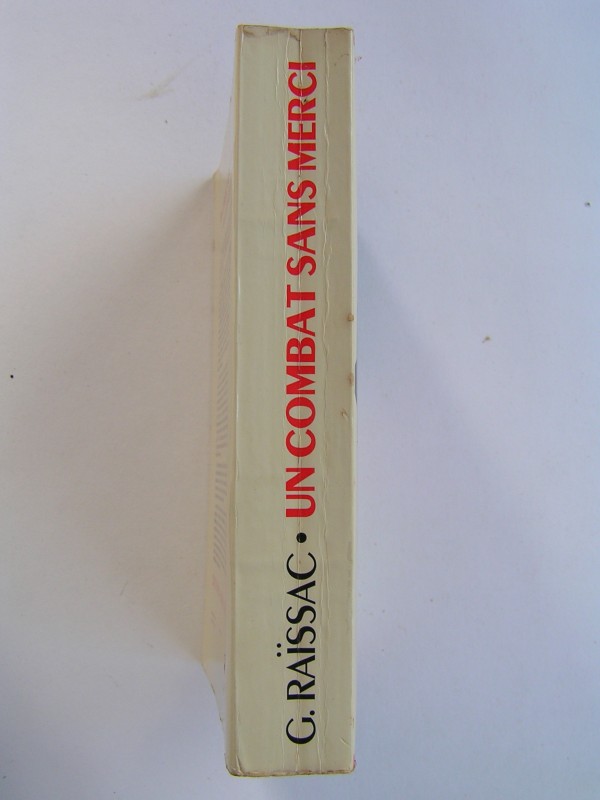 G. RAÏSSAC • UN COMBAT SANS MERCI